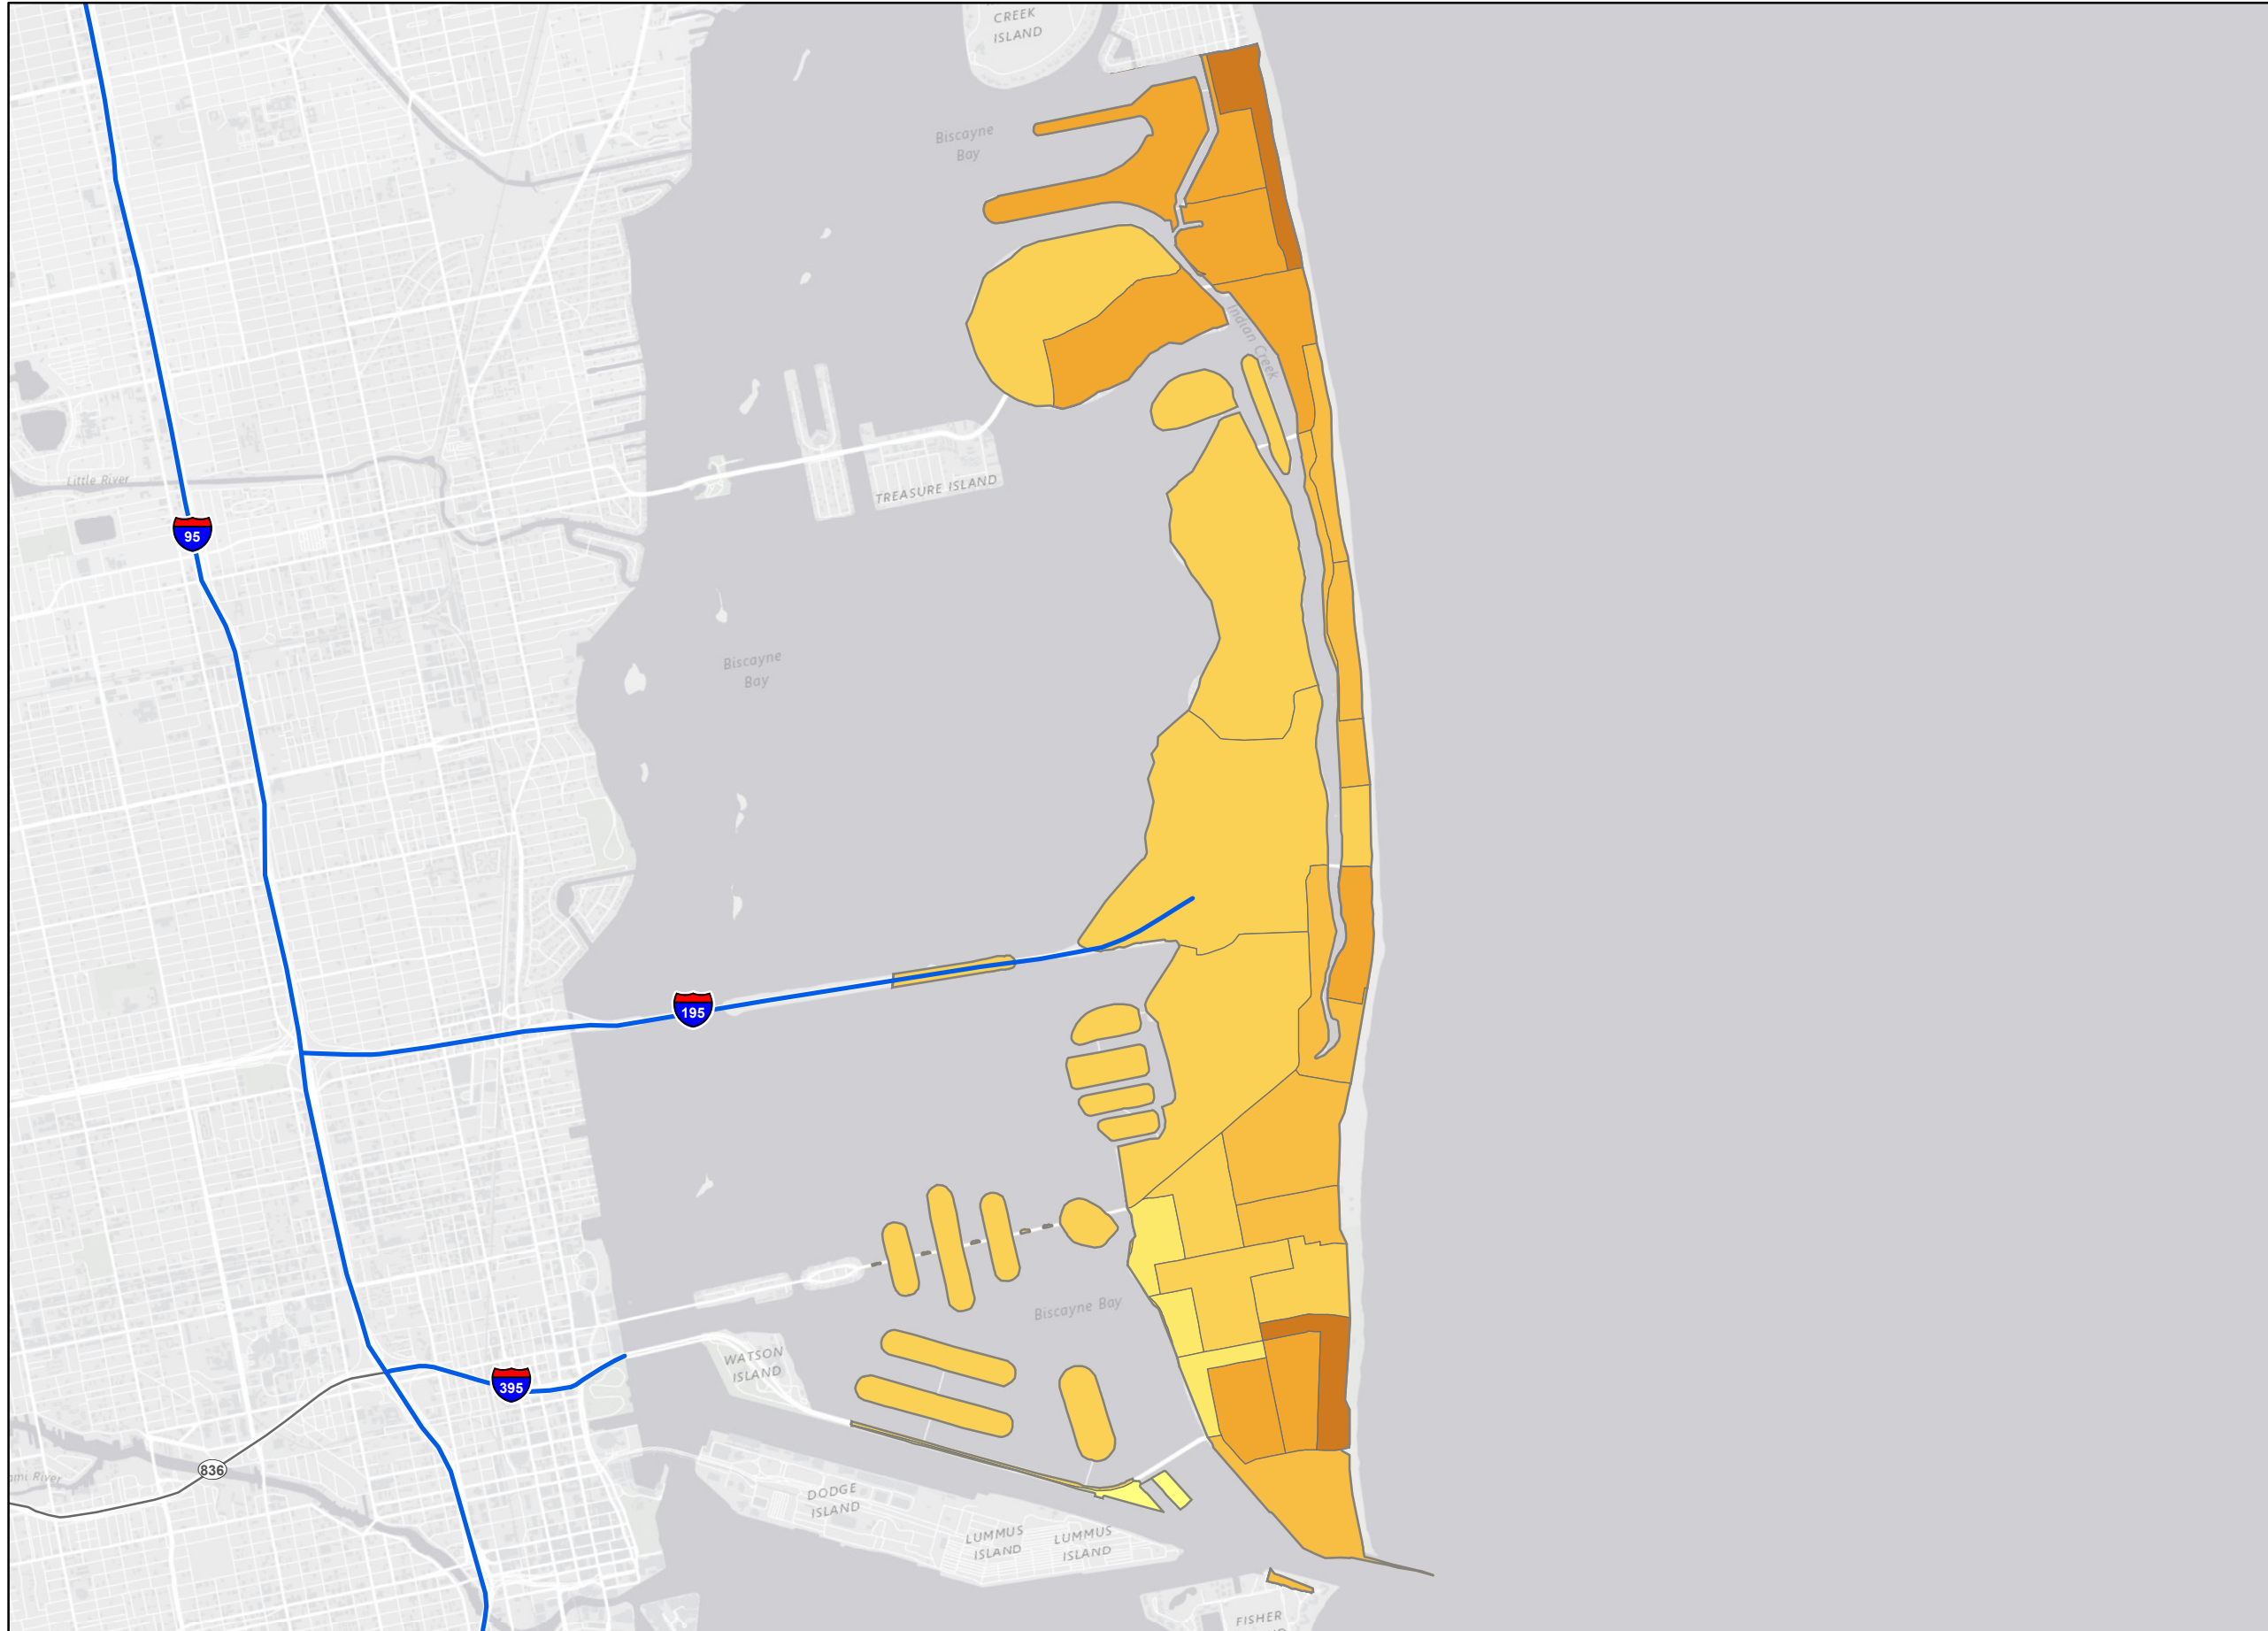 CREEK
ISLAND
Biscayne
Bay
Indian Creek
Little River
TREASURE ISLAND
95
Biscayne
Bay
195
Biscayne Bay
WATSON
ISLAND
395
836
DODGE
ISLAND
LUMMUS
ISLAND
LUMMUS
ISLAND
FISHER